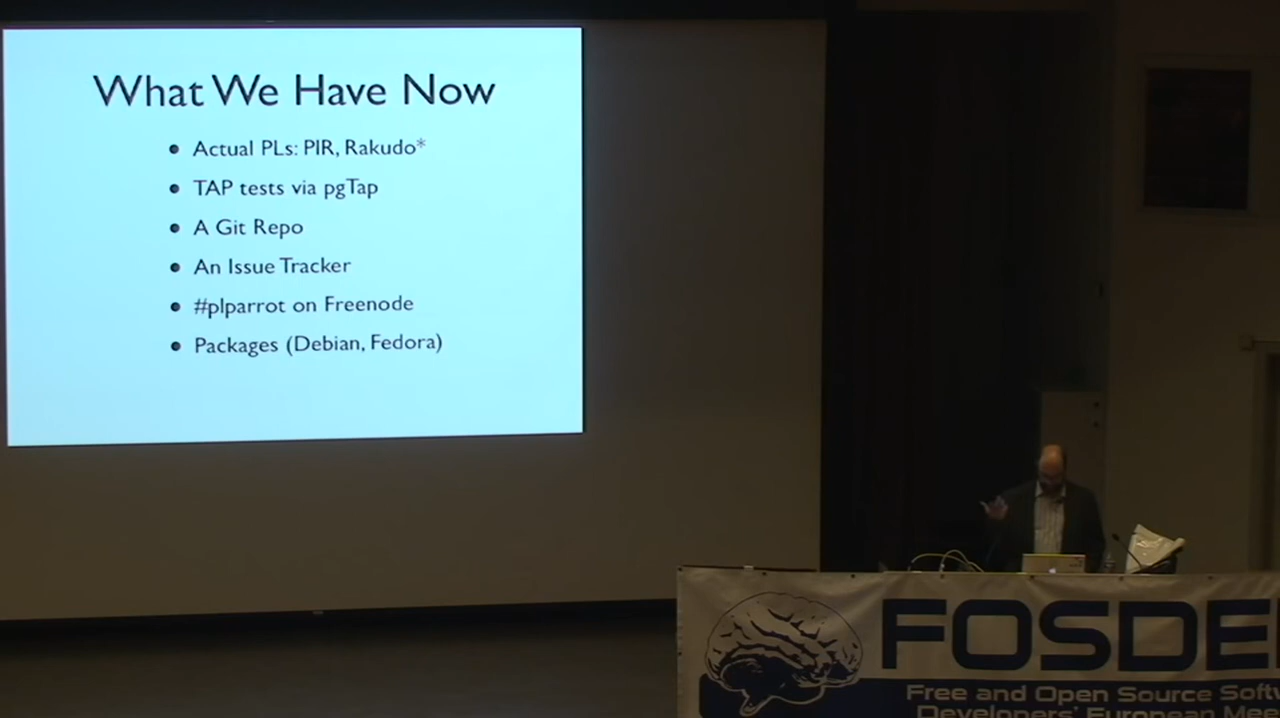 What We Have Now
Actual PLs: PIR, Rakudo*
TAP tests via pgTap
A Git Repo
An Issue Tracker
#plparrot on Freenode
Packages (Debian, Fedora)
FOSDE
Free and Open Source Softw
Developers' European Mee